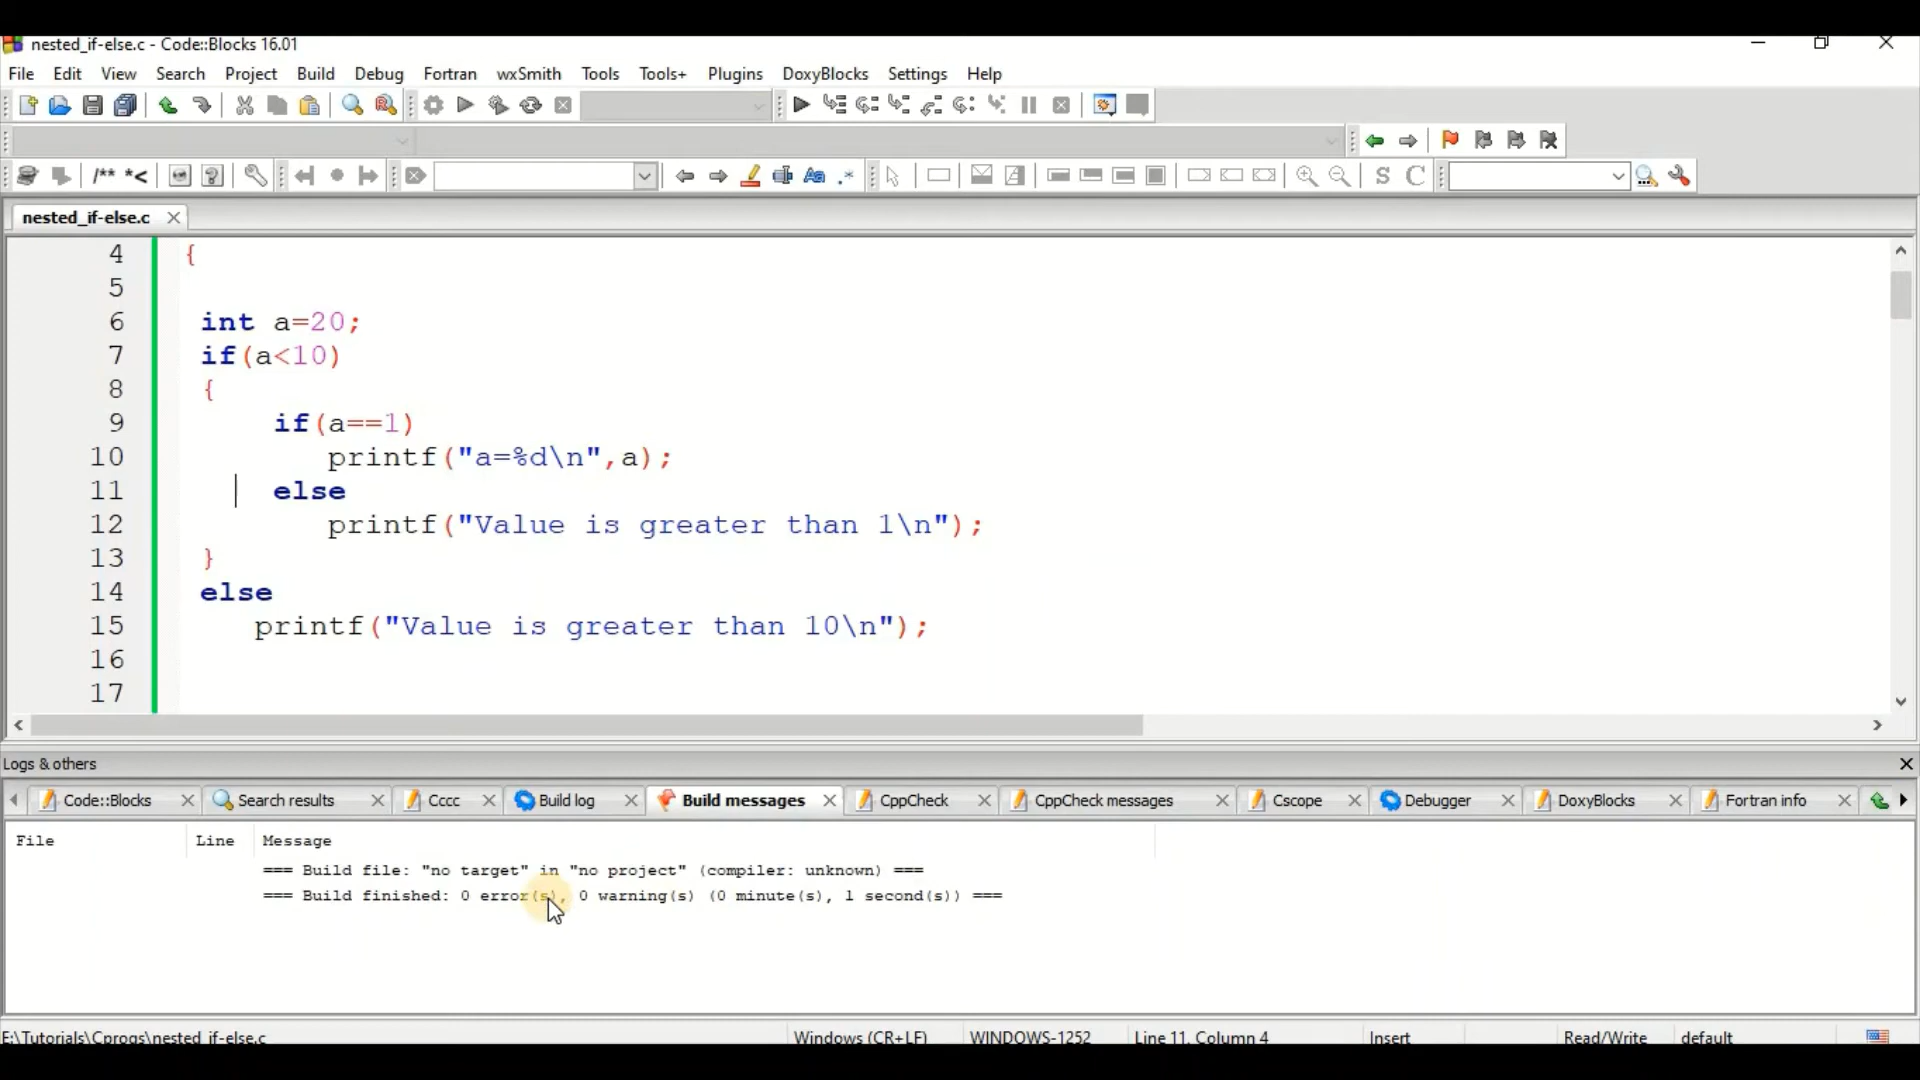 nested_if-else.c - Code::Blocks 16.01
File Edit View Search Project Build Debug Fortran wxSmith Tools Tools+ Plugins DoxyBlocks Settings Help
/** *< Aa .* S C
nested_if-else.c
4 {
5
6 int a=20;
7 if(a<10)
8 {
9 if(a==1)
10 printf("a=%d\n",a);
11 else
12 printf("Value is greater than 1\n");
13 }
14 else
15 printf("Value is greater than 10\n");
16
17
Logs & others
Code::Blocks Search results Cccc Build log Build messages CppCheck CppCheck messages Cscope Debugger DoxyBlocks Fortran info
File Line Message
=== Build file: "no target" in "no project" (compiler: unknown) ===
=== Build finished: 0 error(s), 0 warning(s) (0 minute(s), 1 second(s)) ===
E:\Tutorials\Cprogs\nested_if-else.c Windows (CR+LF) WINDOWS-1252 Line 11, Column 4 Insert Read/Write default